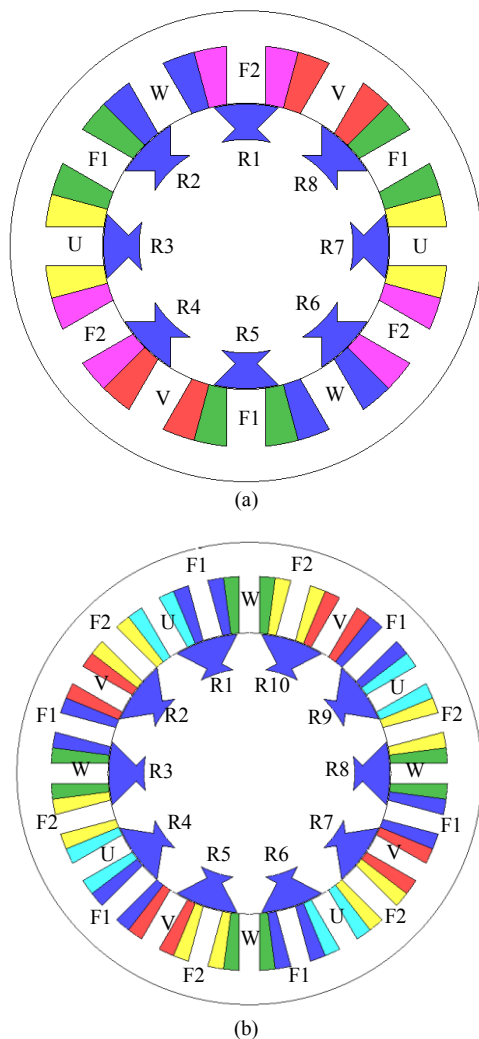 F2
W V
R1
F1 F1
R2 R8
U R3 R7 U
R4 R6
F2 R5 F2
V F1 W
(a)
F1 F2
W
F2 U V F1
R1 R10
V U
R2 R9
F1 F2
W R3 R8 W
F2 R4 R7 F1
U R5 R6 V
F1 V U F2
F2 W F1
(b)